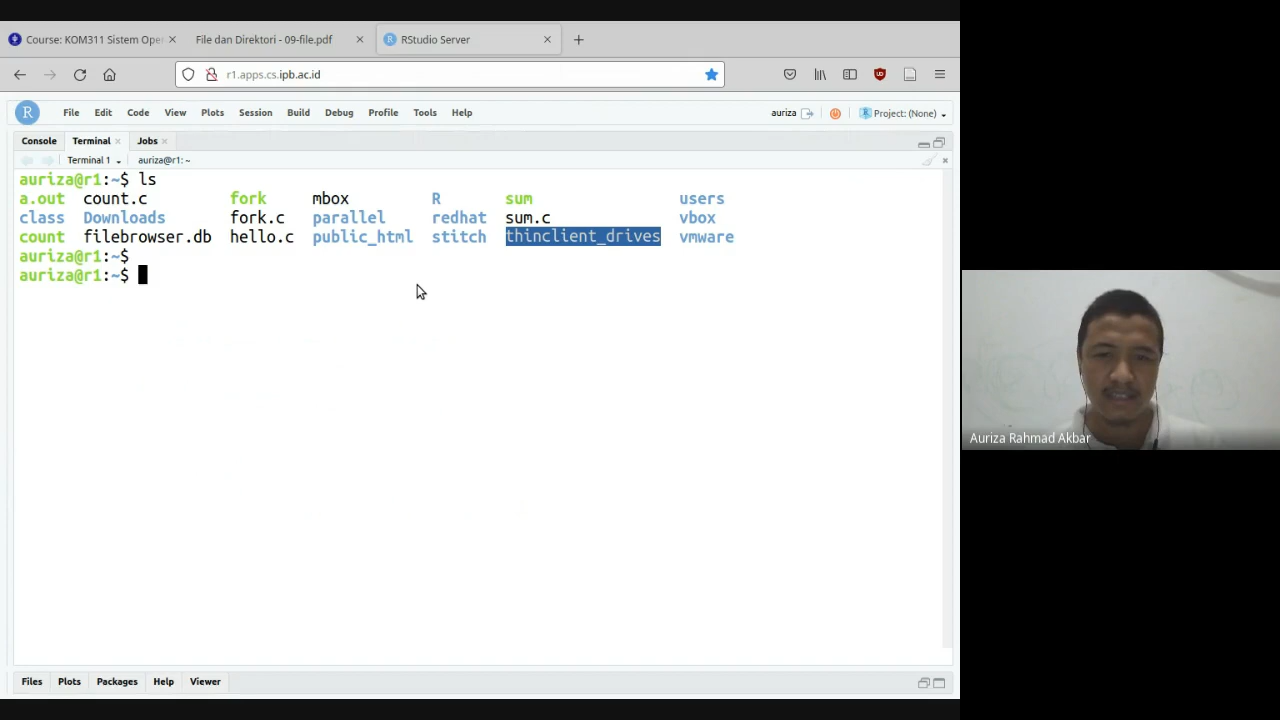 Course: KOM311 Sistem Oper
File dan Direktori - 09-file.pdf
RStudio Server
r1.apps.cs.ipb.ac.id
File Edit Code View Plots Session Build Debug Profile Tools Help
auriza
Project: (None)
Console Terminal Jobs
Terminal 1 auriza@r1: ~
auriza@r1:~$ ls
a.out count.c fork mbox R sum users
class Downloads fork.c parallel redhat sum.c vbox
count filebrowser.db hello.c public_html stitch thinclient_drives vmware
auriza@r1:~$
auriza@r1:~$
Auriza Rahmad Akbar
Files Plots Packages Help Viewer